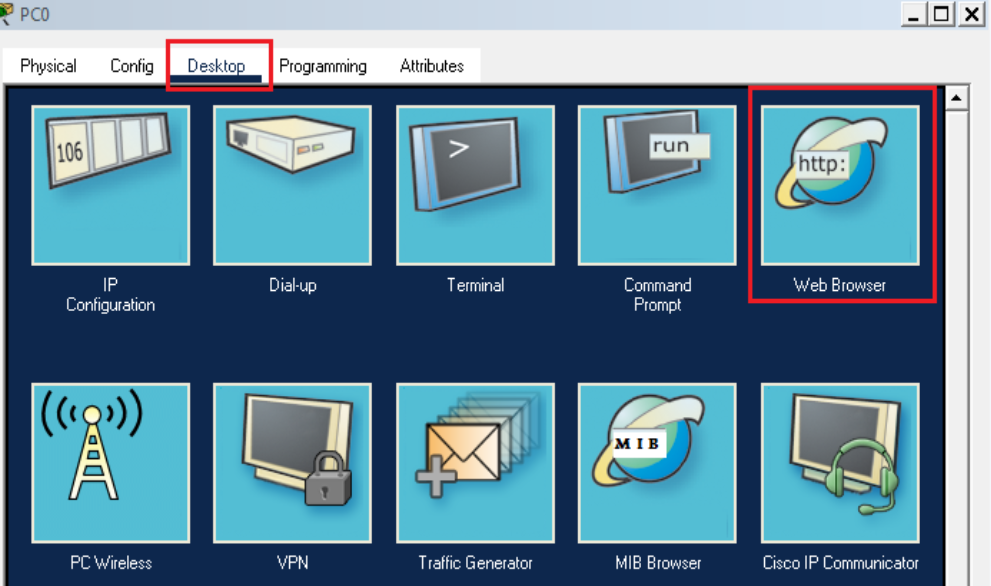 PC0
Physical Config Desktop Programming Attributes
106
>
run
http:
IP
Configuration
Dial-up
Terminal
Command
Prompt
Web Browser
MIB
PC Wireless
VPN
Traffic Generator
MIB Browser
Cisco IP Communicator